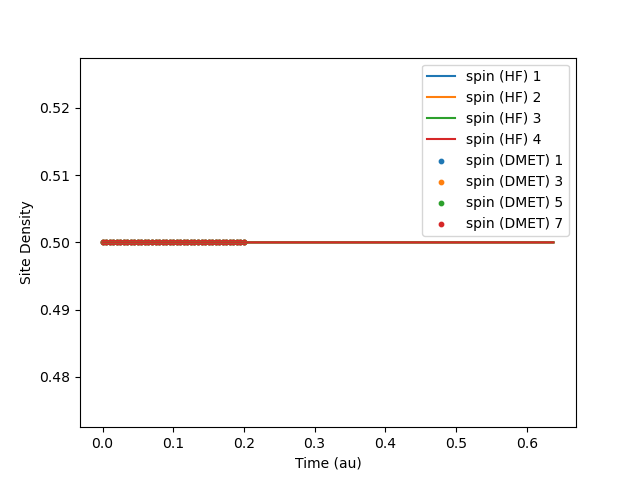 spin (HF) 1
spin (HF) 2
spin (HF) 3
spin (HF) 4
spin (DMET) 1
spin (DMET) 3
spin (DMET) 5
spin (DMET) 7
Site Density
0.52
0.51
0.50
0.49
0.48
0.0 0.1 0.2 0.3 0.4 0.5 0.6
Time (au)